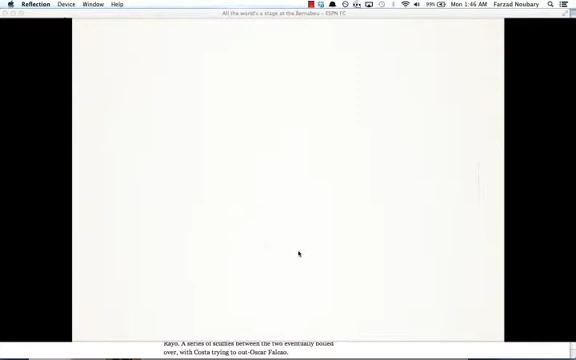 Reflection Device Window Help 99% Mon 1:46 AM Farzad Noubary
All the world's a stage at the Bernabeu - ESPN FC
Rayo. A series of scuffles between the two eventually boiled
over, with Costa trying to out-Oscar Falcao.